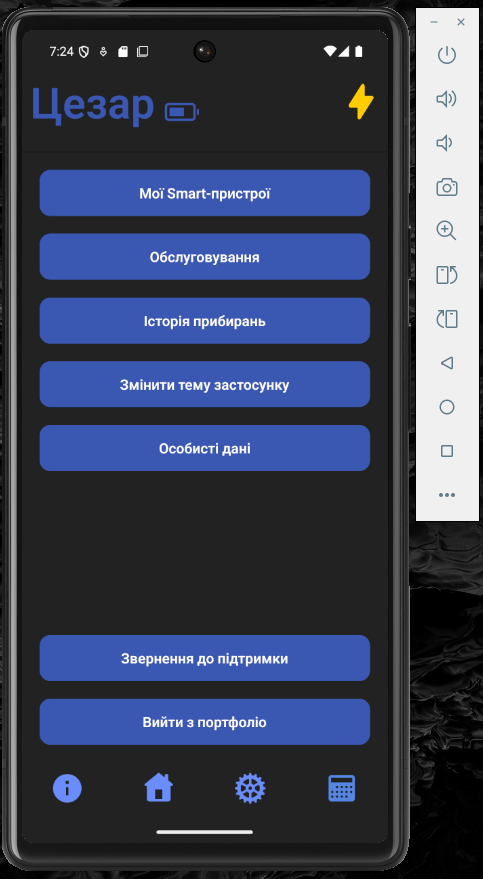 7:24
Цезар
Мої Smart-пристрої
Обслуговування
Історія прибирань
Змінити тему застосунку
Особисті дані
Звернення до підтримки
Вийти з портфоліо